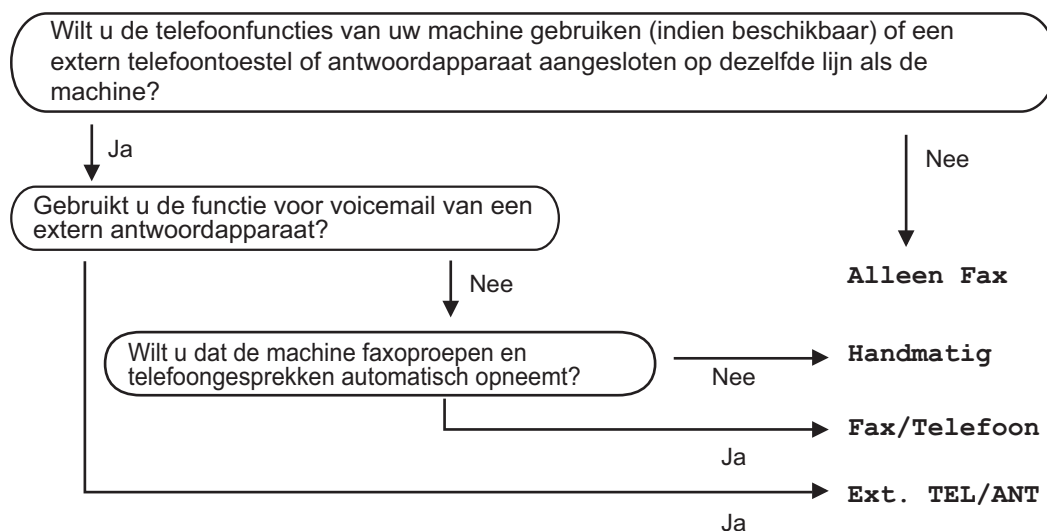 Wilt u de telefoonfuncties van uw machine gebruiken (indien beschikbaar) of een
extern telefoontoestel of antwoordapparaat aangesloten op dezelfde lijn als de
machine?
Ja
Nee
Gebruikt u de functie voor voicemail van een
extern antwoordapparaat?
Nee
Alleen Fax
Wilt u dat de machine faxoproepen en
telefoongesprekken automatisch opneemt?
Nee
Handmatig
Ja
Fax/Telefoon
Ja
Ext. TEL/ANT